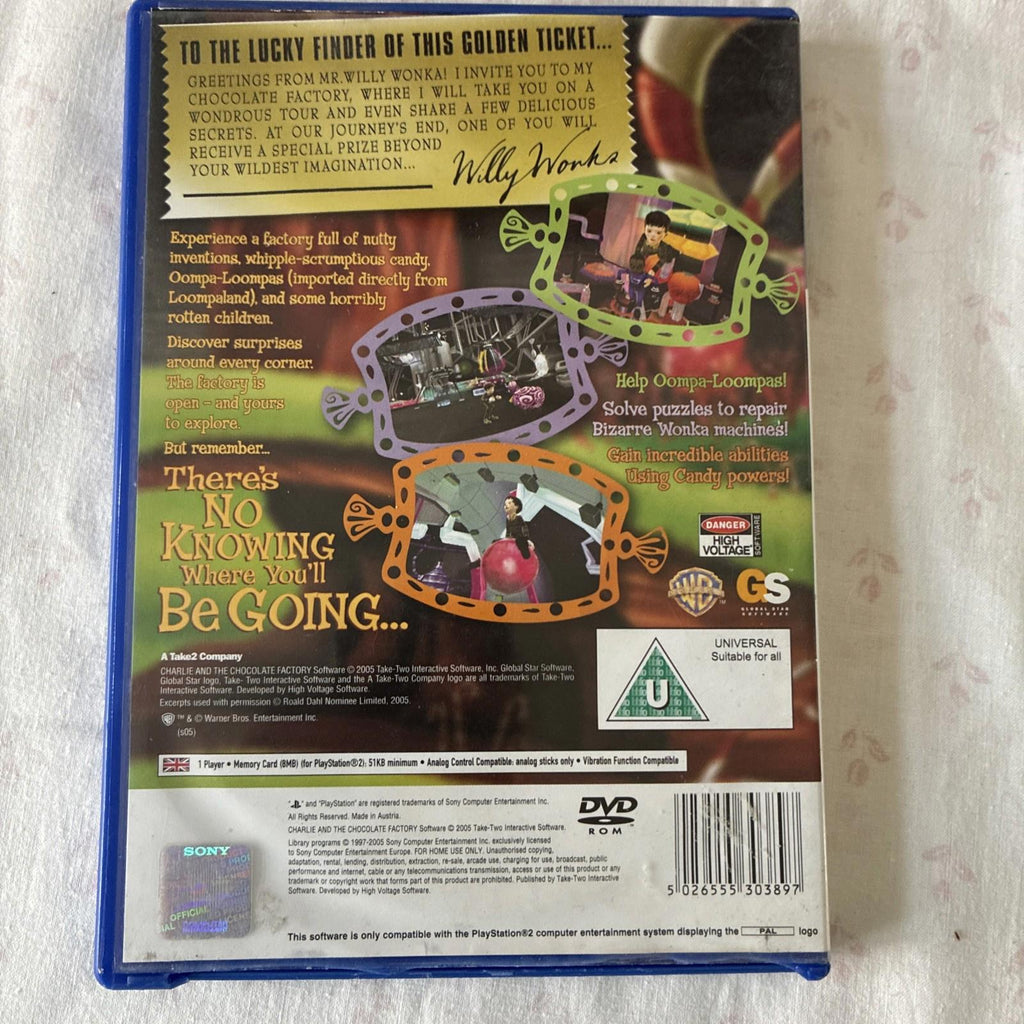 TO THE LUCKY FINDER OF THIS GOLDEN TICKET...
GREETINGS FROM MR.WILLY WONKA! I INVITE YOU TO MY
CHOCOLATE FACTORY, WHERE I WILL TAKE YOU ON A
WONDROUS TOUR AND EVEN SHARE A FEW DELICIOUS
SECRETS. AT OUR JOURNEY'S END, ONE OF YOU WILL
RECEIVE A SPECIAL PRIZE BEYOND
YOUR WILDEST IMAGINATION...
Willy Wonka
Experience a factory full of nutty
inventions, whipple-scrumptious candy,
Oompa-Loompas (imported directly from
Loompaland), and some horribly
rotten children.
Discover surprises
around every corner.
The factory is
open – and yours
to explore.
But remember...
There's
No
Knowing
Where You'll
Be Going...
Help Oompa-Loompas!
Solve puzzles to repair
Bizarre Wonka machines!
Gain incredible abilities
Using Candy powers!
DANGER
HIGH
VOLTAGE
SOFTWARE
GS
GLOBAL STAR
SOFTWARE
UNIVERSAL
Suitable for all
U
A Take2 Company
CHARLIE AND THE CHOCOLATE FACTORY Software © 2005 Take-Two Interactive Software, Inc. Global Star Software,
Global Star logo, Take- Two Interactive and the A Take-Two Company logo are all trademarks of Take-Two
Interactive Software. Developed by High Voltage Software.
Excerpts used with permission © Roald Dahl Nominee Limited, 2005.
™ & © Warner Bros. Entertainment Inc.
(s05)
1 Player • Memory Card (8MB) (for PlayStation®2): 51KB minimum • Analog Control Compatible: analog sticks only • Vibration Function Compatible
" " and "PlayStation" are registered trademarks of Sony Computer Entertainment Inc.
All Rights Reserved. Made in Austria.
CHARLIE AND THE CHOCOLATE FACTORY Software © 2005 Take-Two Interactive Software.
Library programs © 1997-2005 Sony Computer Entertainment Inc. exclusively licensed
to Sony Computer Entertainment Europe. FOR HOME USE ONLY. Unauthorised copying,
adaptation, rental, lending, distribution, extraction, re-sale, arcade use, charging for use, broadcast, public
performance and internet, cable or any telecommunications transmission, access or use of this product or any
trademark or copyright work that forms part of this product are prohibited. Published by Take-Two Interactive
Software. Developed by High Voltage Software.
DVD
ROM
5 026555 303897
SONY
OFFICIAL
This software is only compatible with the PlayStation®2 computer entertainment system displaying the PAL logo